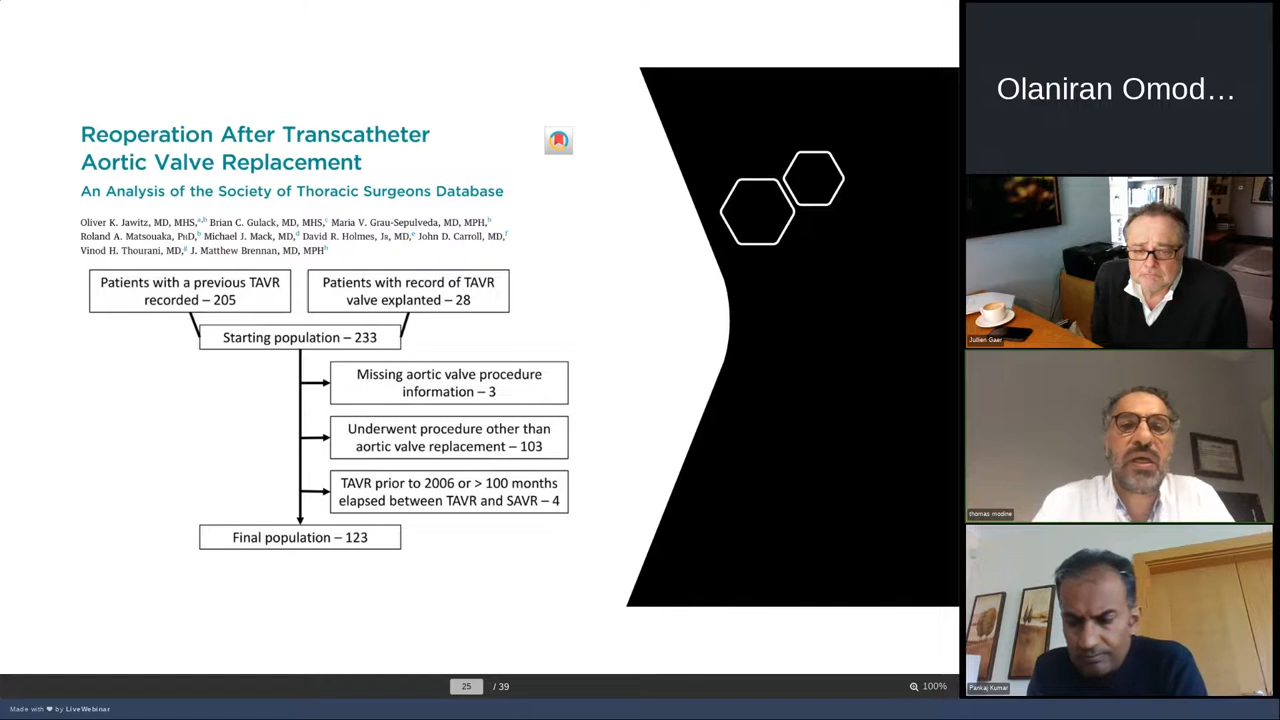 Reoperation After Transcatheter
Aortic Valve Replacement
An Analysis of the Society of Thoracic Surgeons Database
Oliver K. Jawitz, MD, MHS,a,b Brian C. Gulack, MD, MHS,c Maria V. Grau-Sepulveda, MD, MPH,b
Roland A. Matsouaka, PhD,b Michael J. Mack, MD,d David R. Holmes, Jr, MD,e John D. Carroll, MD,f
Vinod H. Thourani, MD,g J. Matthew Brennan, MD, MPHh
Patients with a previous TAVR
recorded – 205
Patients with record of TAVR
valve explanted – 28
Starting population – 233
Missing aortic valve procedure
information – 3
Underwent procedure other than
aortic valve replacement – 103
TAVR prior to 2006 or > 100 months
elapsed between TAVR and SAVR – 4
Final population – 123
25 / 39
100%
Made with ❤ by LiveWebinar
Olaniran Omod...
Jullien Gaer
thomas modine
Pankaj Kumar